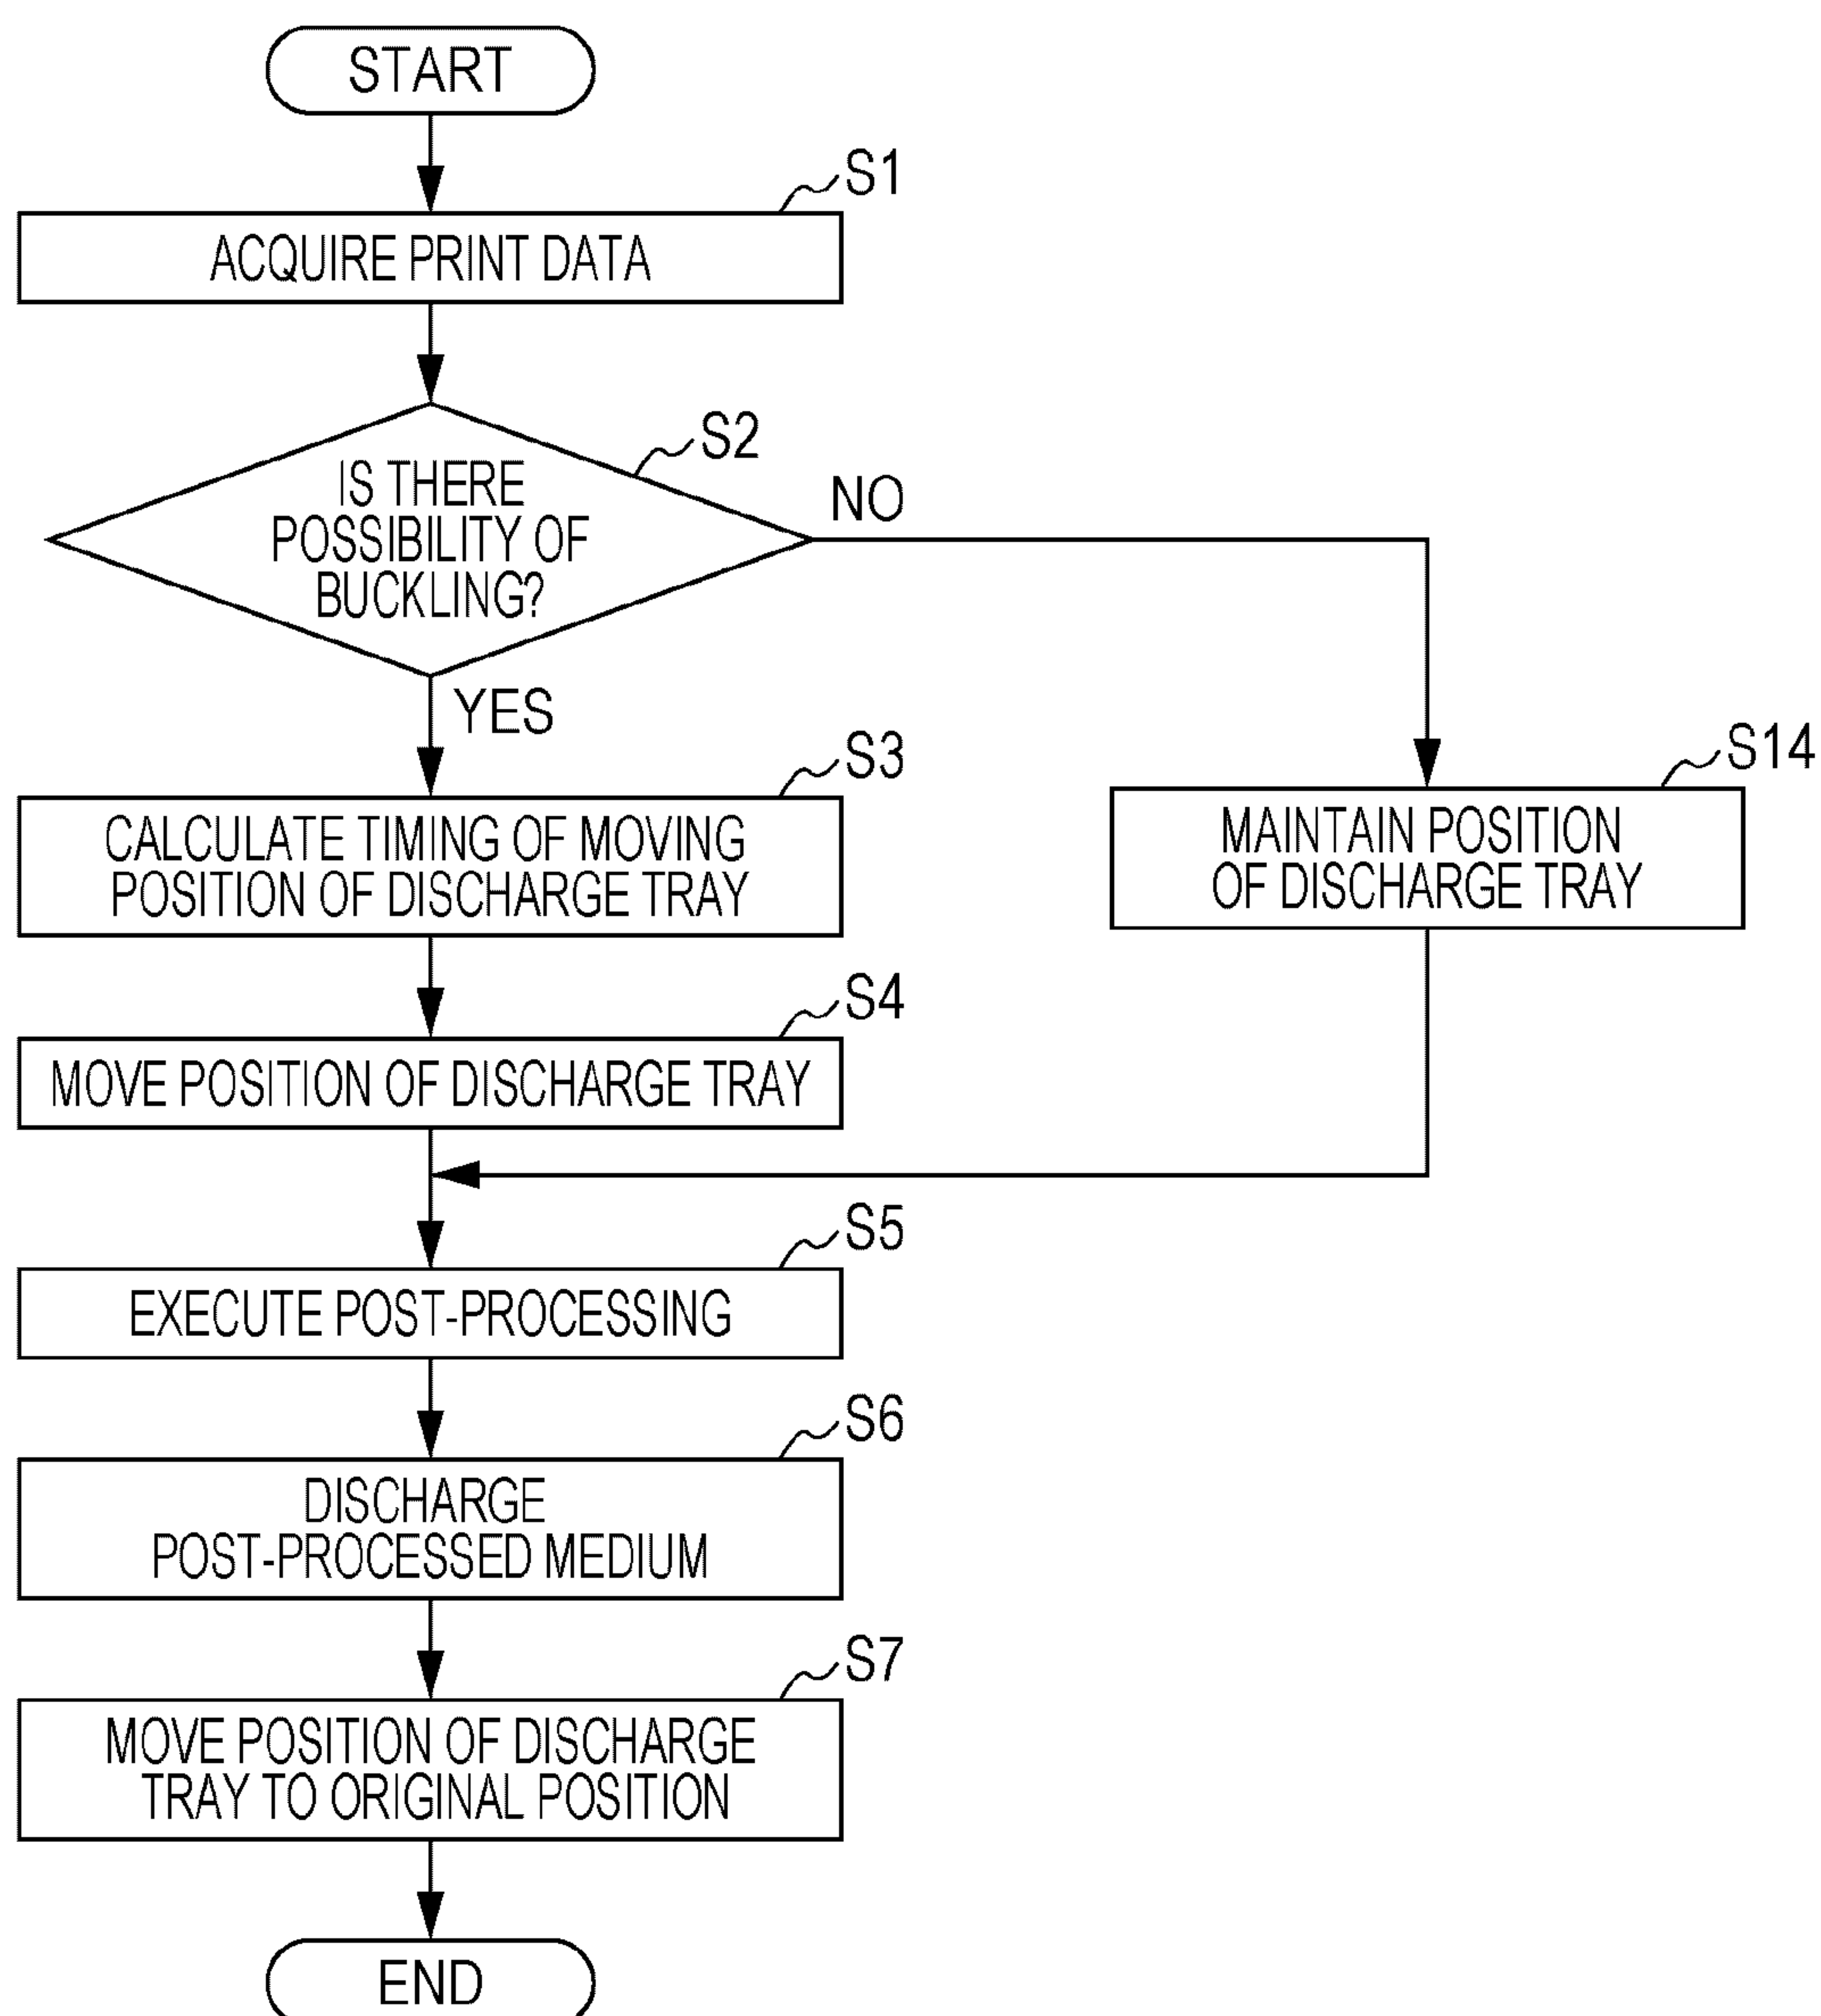 START
S1
ACQUIRE PRINT DATA
S2
IS THERE
POSSIBILITY OF
BUCKLING?
NO
YES
S3
CALCULATE TIMING OF MOVING
POSITION OF DISCHARGE TRAY
S14
MAINTAIN POSITION
OF DISCHARGE TRAY
S4
MOVE POSITION OF DISCHARGE TRAY
S5
EXECUTE POST-PROCESSING
S6
DISCHARGE
POST-PROCESSED MEDIUM
S7
MOVE POSITION OF DISCHARGE
TRAY TO ORIGINAL POSITION
END